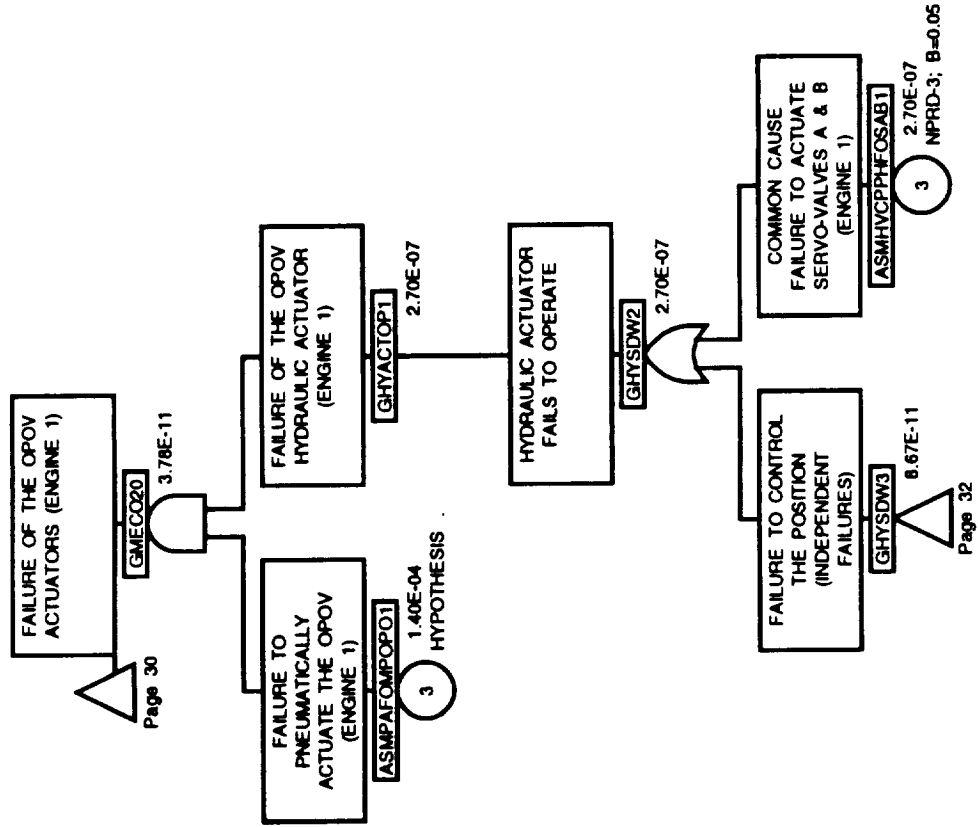 FAILURE OF THE OPOV
ACTUATORS (ENGINE 1)
GMECO20
3.78E-11
Page 30
FAILURE TO
PNEUMATICALLY
ACTUATE THE OPOV
(ENGINE 1)
ASMPAFOMPOPO1
3
1.40E-04
HYPOTHESIS
FAILURE OF THE OPOV
HYDRAULIC ACTUATOR
(ENGINE 1)
GHYACTOP1
2.70E-07
HYDRAULIC ACTUATOR
FAILS TO OPERATE
GHYSDW2
2.70E-07
FAILURE TO CONTROL
THE POSITION
(INDEPENDENT
FAILURES)
GHYSDW3
8.67E-11
Page 32
COMMON CAUSE
FAILURE TO ACTUATE
SERVO-VALVES A & B
(ENGINE 1)
ASMHVCPPHFOSAB1
3
2.70E-07
NPRD-3; B=0.05